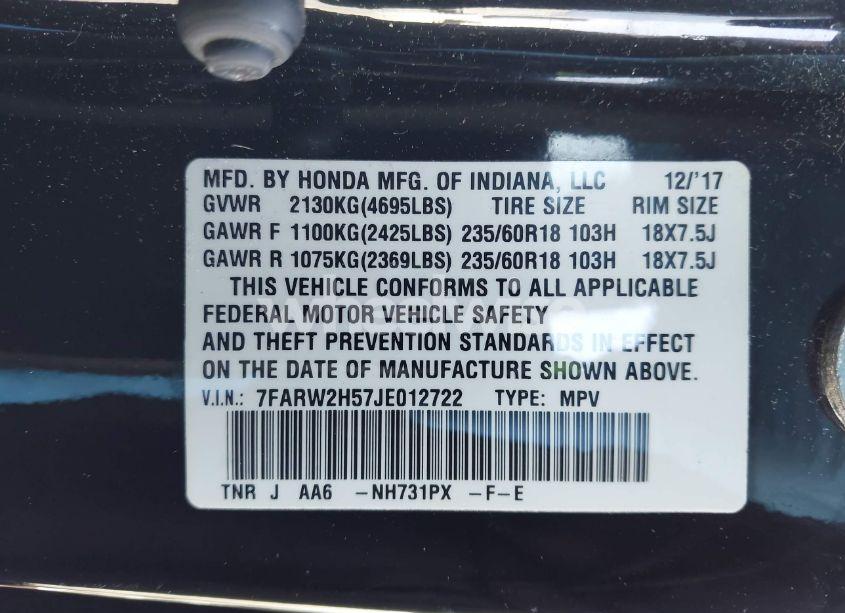 MFD. BY HONDA MFG. OF INDIANA, LLC 12/'17
GVWR 2130KG(4695LBS) TIRE SIZE RIM SIZE
GAWR F 1100KG(2425LBS) 235/60R18 103H 18X7.5J
GAWR R 1075KG(2369LBS) 235/60R18 103H 18X7.5J
THIS VEHICLE CONFORMS TO ALL APPLICABLE
FEDERAL MOTOR VEHICLE SAFETY
AND THEFT PREVENTION STANDARDS IN EFFECT
ON THE DATE OF MANUFACTURE SHOWN ABOVE.
V.I.N.: 7FARW2H57JE012722 TYPE: MPV
TNR J AA6 -NH731PX -F-E